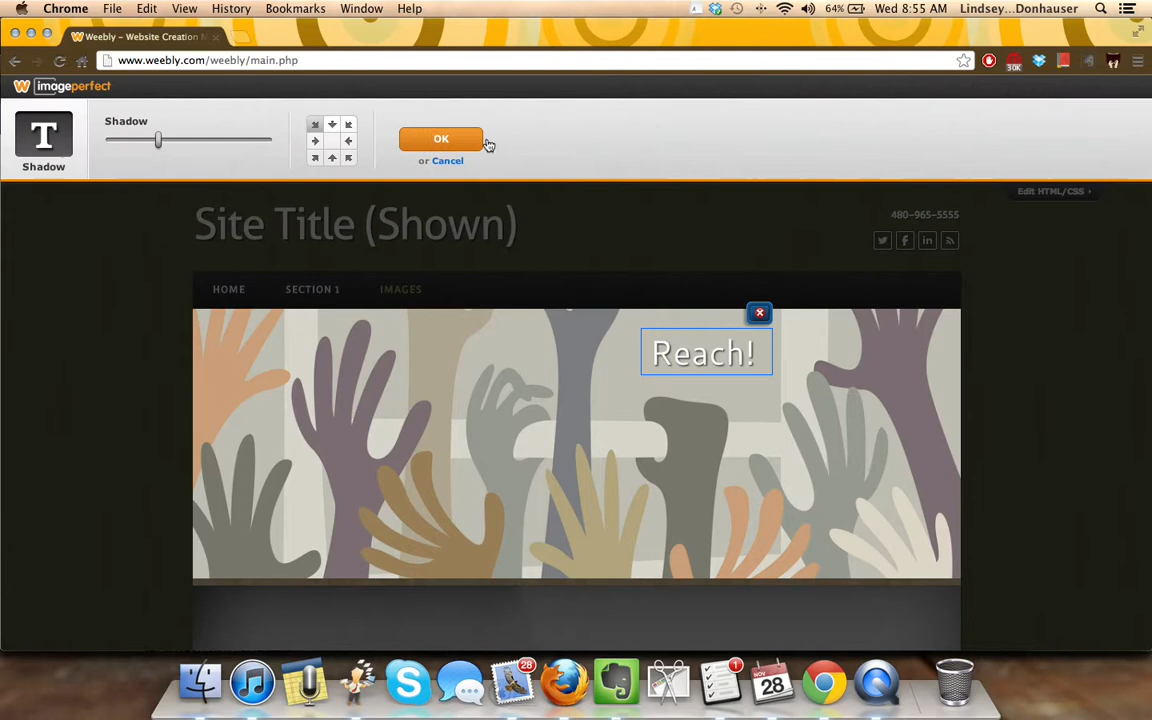 Chrome File Edit View History Bookmarks Window Help 64% Wed 8:55 AM Lindsey...Donhauser
Weebly - Website Creation M
www.weebly.com/weebly/main.php
30K
imageperfect
T
Shadow
Shadow
OK
or Cancel
Edit HTML/CSS
Site Title (Shown)
480-965-5555
HOME SECTION 1 IMAGES
Reach!
28
1
NOV
28